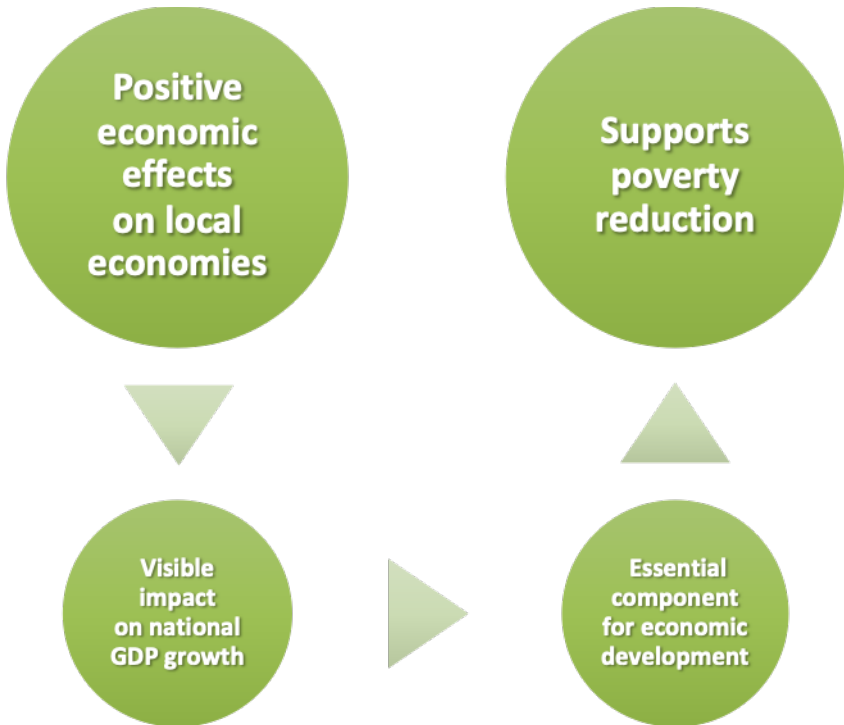 Positive
economic
effects
on local
economies
Visible
impact
on national
GDP growth
Essential
component
for economic
development
Supports
poverty
reduction